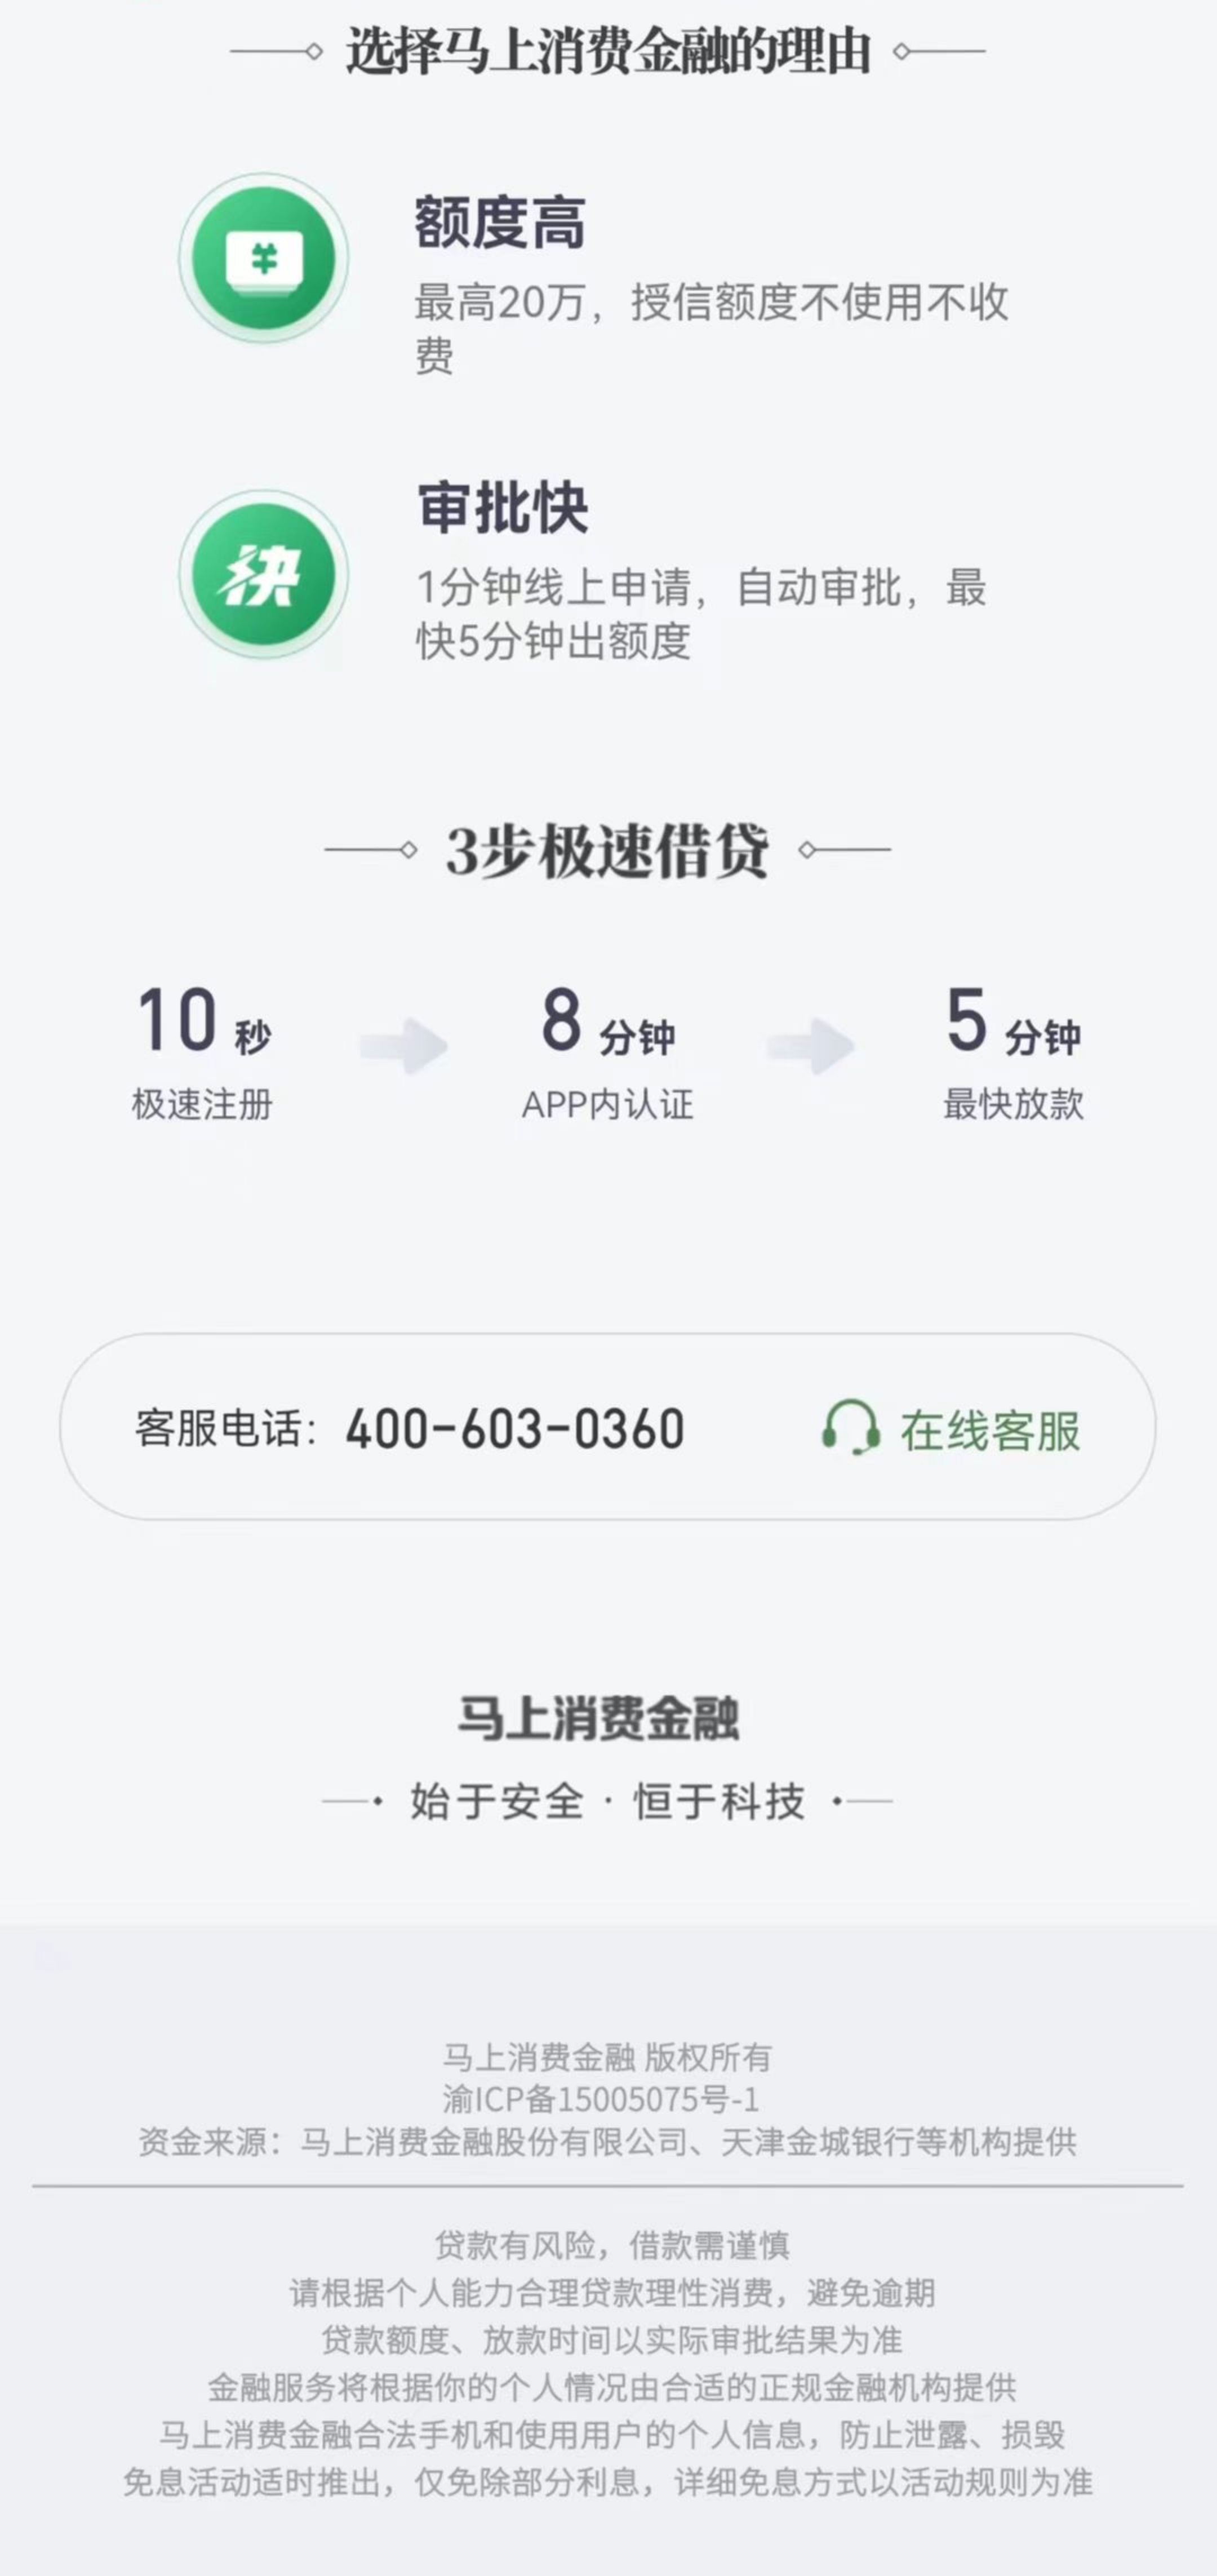 选择马上消费金融的理由
额度高
最高20万，授信额度不使用不收
费
快
审批快
1分钟线上申请，自动审批，最
快5分钟出额度
3步极速借贷
10 秒
极速注册
8 分钟
APP内认证
5 分钟
最快放款
客服电话：400-603-0360
在线客服
马上消费金融
始于安全 · 恒于科技
马上消费金融 版权所有
渝ICP备15005075号-1
资金来源：马上消费金融股份有限公司、天津金城银行等机构提供
贷款有风险，借款需谨慎
请根据个人能力合理贷款理性消费，避免逾期
贷款额度、放款时间以实际审批结果为准
金融服务将根据你的个人情况由合适的正规金融机构提供
马上消费金融合法手机和使用用户的个人信息，防止泄露、损毁
免息活动适时推出，仅免除部分利息，详细免息方式以活动规则为准